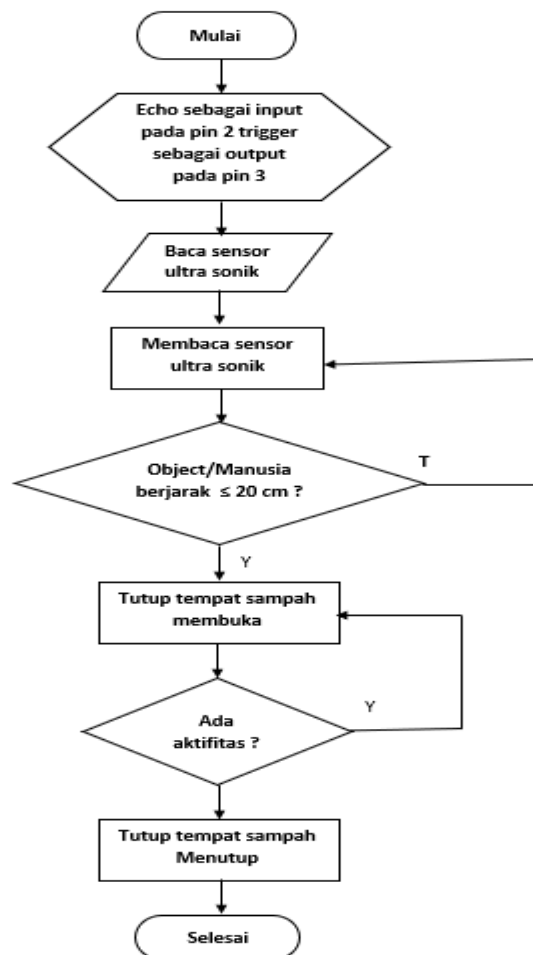 Mulai
Echo sebagai input
pada pin 2 trigger
sebagai output
pada pin 3
Baca sensor
ultra sonik
Membaca sensor
ultra sonik
Object/Manusia
berjarak ≤ 20 cm ?
T
Y
Tutup tempat sampah
membuka
Ada
aktifitas ?
Y
Tutup tempat sampah
Menutup
Selesai